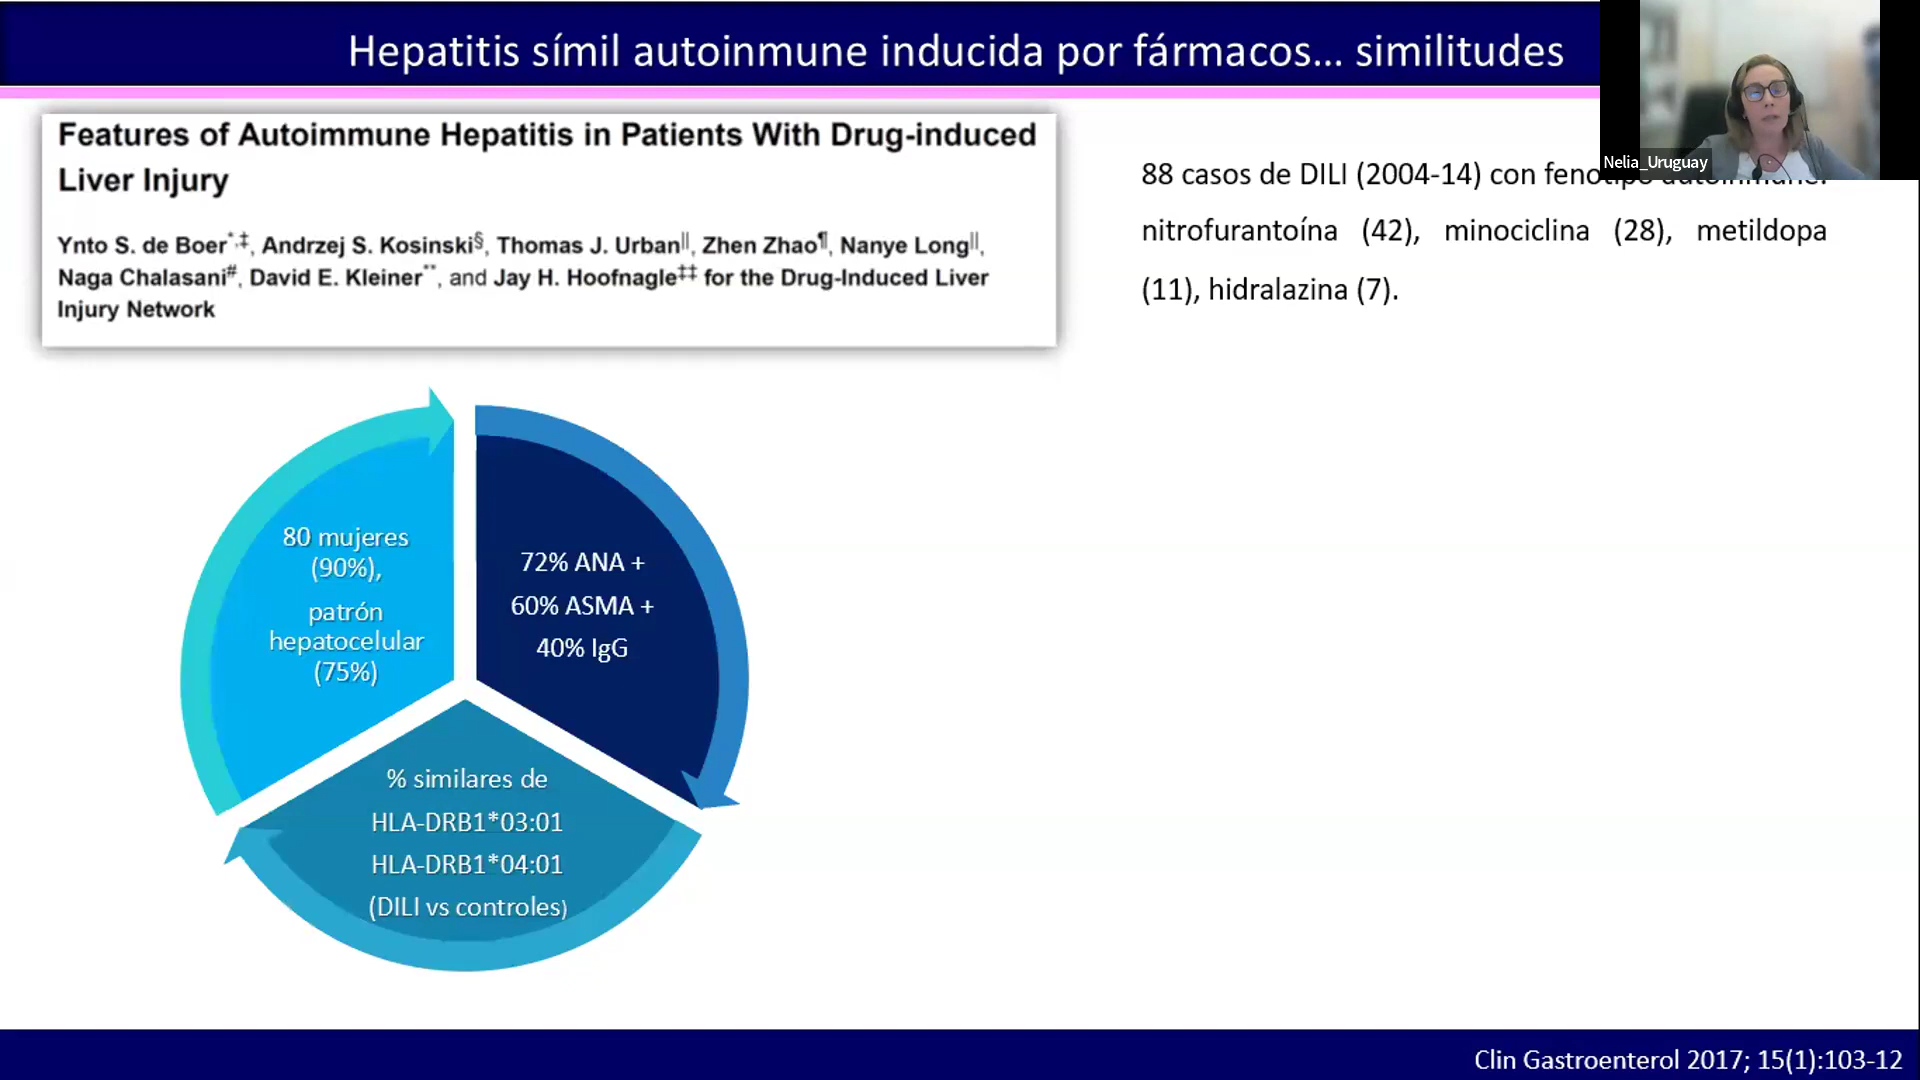 Hepatitis símil autoinmune inducida por fármacos... similitudes
Nelia_Uruguay
Features of Autoimmune Hepatitis in Patients With Drug-induced
Liver Injury
Ynto S. de Boer*,‡, Andrzej S. Kosinski§, Thomas J. Urban||, Zhen Zhao¶, Nanye Long||,
Naga Chalasani#, David E. Kleiner**, and Jay H. Hoofnagle‡‡ for the Drug-Induced Liver
Injury Network
88 casos de DILI (2004-14) con fenotipo autoinmune:
nitrofurantoína (42), minociclina (28), metildopa
(11), hidralazina (7).
80 mujeres
(90%),
patrón
hepatocelular
(75%)
72% ANA +
60% ASMA +
40% IgG
% similares de
HLA-DRB1*03:01
HLA-DRB1*04:01
(DILI vs controles)
Clin Gastroenterol 2017; 15(1):103-12